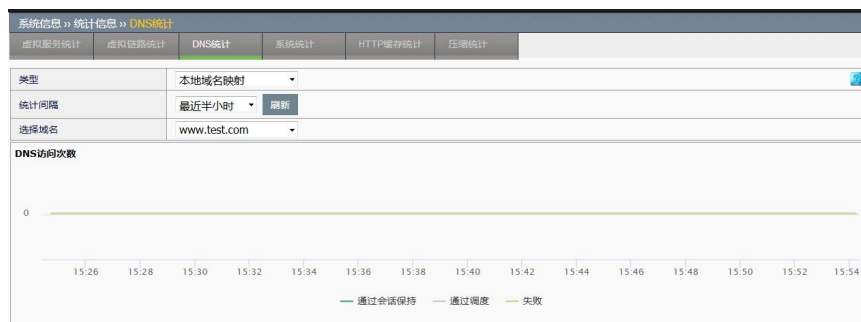 系统信息 » 统计信息 » DNS统计
虚拟服务统计 虚拟链路统计 DNS统计 系统统计 HTTP缓存统计 压缩统计
类型 本地域名映射
统计间隔 最近半小时 刷新
选择域名 www.test.com
DNS访问次数
0
15:26 15:28 15:30 15:32 15:34 15:36 15:38 15:40 15:42 15:44 15:46 15:48 15:50 15:52 15:54
通过会话保持 通过调度 失败